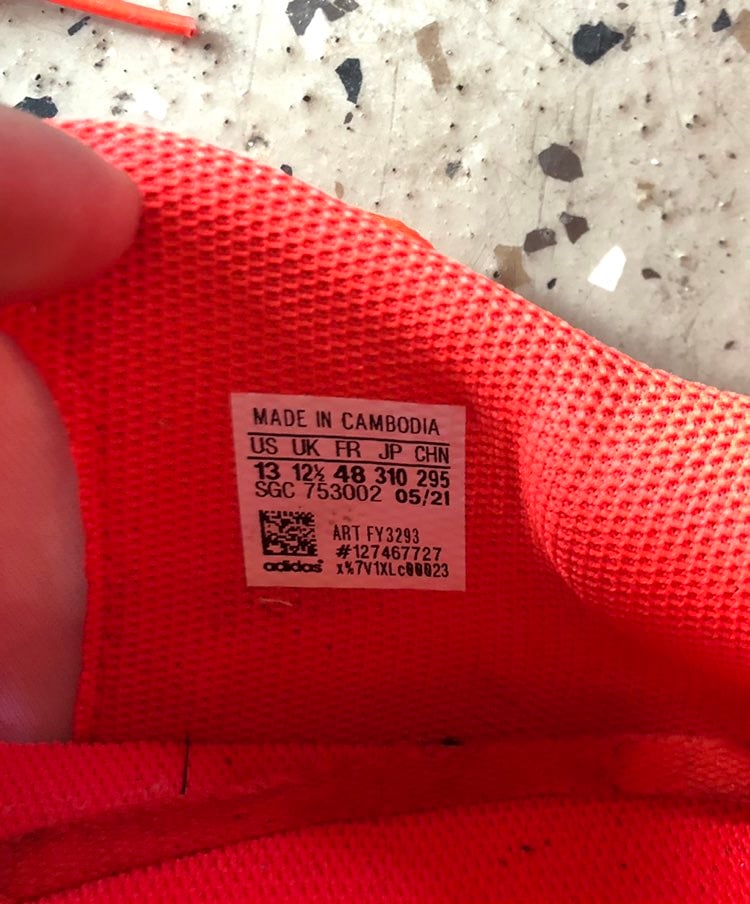 MADE IN CAMBODIA
US UK FR JP CHN
13 12½ 48 310 295
SGC 753002 05/21
ART FY3293
#127467727
adidas x%7V1XLc00023